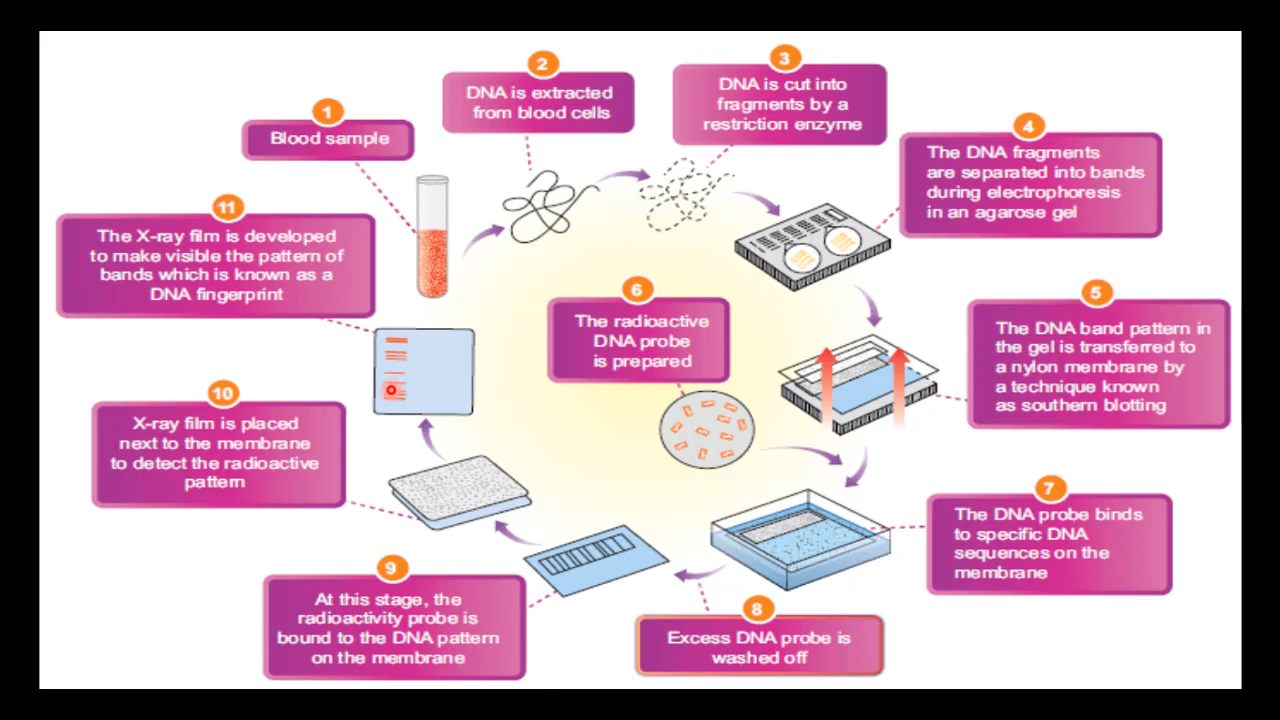 1
Blood sample
2
DNA is extracted
from blood cells
3
DNA is cut into
fragments by a
restriction enzyme
4
The DNA fragments
are separated into bands
during electrophoresis
in an agarose gel
5
The DNA band pattern in
the gel is transferred to
a nylon membrane by
a technique known
as southern blotting
6
The radioactive
DNA probe
is prepared
7
The DNA probe binds
to specific DNA
sequences on the
membrane
8
Excess DNA probe is
washed off
9
At this stage, the
radioactivity probe is
bound to the DNA pattern
on the membrane
10
X-ray film is placed
next to the membrane
to detect the radioactive
pattern
11
The X-ray film is developed
to make visible the pattern of
bands which is known as a
DNA fingerprint